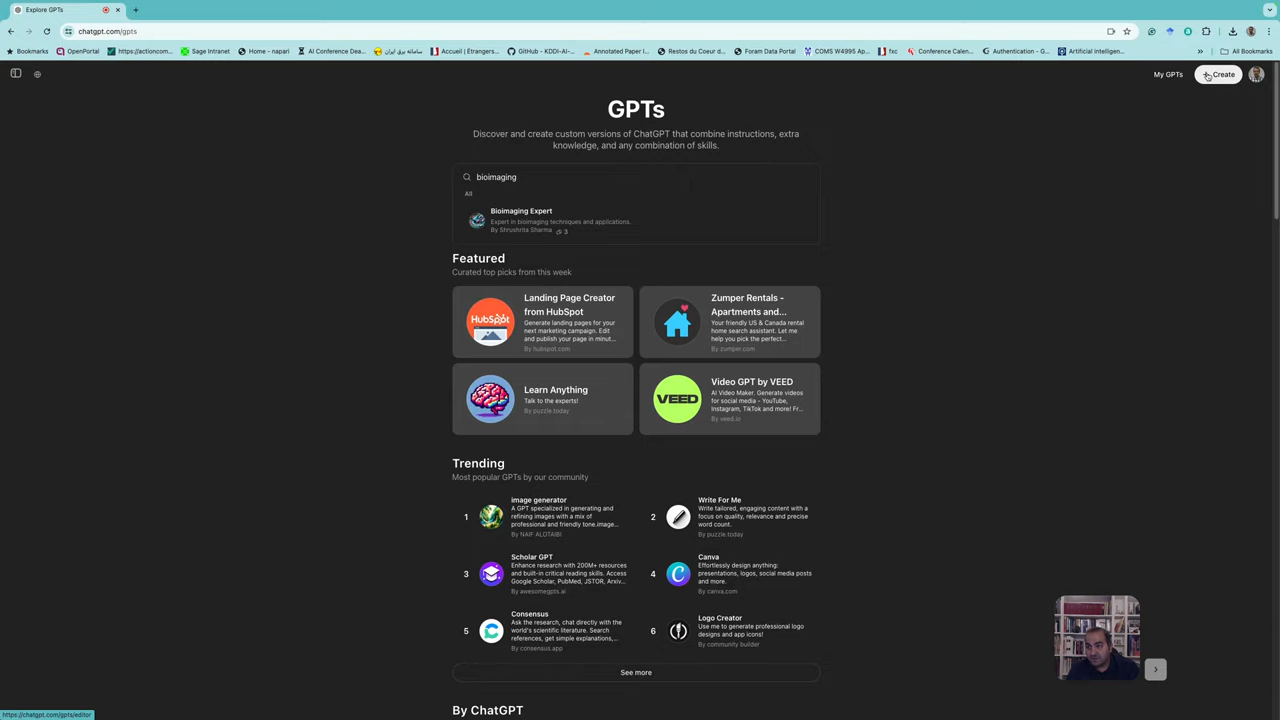 Explore GPTs
chatgpt.com/gpts
Bookmarks
OpenPortal
https://actioncom...
Sage Intranet
Home - napari
AI Conference Dea...
سامانه برق ایران
Accueil | Étrangers...
GitHub - KDDI-AI-...
Annotated Paper I...
Restos du Coeur d...
Foram Data Portal
COMS W4995 Ap...
fxc
Conference Calen...
Authentication - G...
Artificial intelligen...
»
All Bookmarks
My GPTs
+ Create
GPTs
Discover and create custom versions of ChatGPT that combine instructions, extra
knowledge, and any combination of skills.
bioimaging
All
Bioimaging Expert
Expert in bioimaging techniques and applications.
By Shrushrita Sharma 3
Featured
Curated top picks from this week
HubSpot
Landing Page Creator
from HubSpot
Generate landing pages for your
next marketing campaign. Edit
and publish your page in minut...
By hubspot.com
Zumper Rentals -
Apartments and...
Your friendly US & Canada rental
home search assistant. Let me
help you pick the perfect...
By zumper.com
Learn Anything
Talk to the experts!
By puzzle.today
VEED
Video GPT by VEED
AI Video Maker. Generate videos
for social media - YouTube,
Instagram, TikTok and more! Fr...
By veed.io
Trending
Most popular GPTs by our community
1
image generator
A GPT specialized in generating and
refining images with a mix of
professional and friendly tone.image...
By NAIF ALOTAIBI
2
Write For Me
Write tailored, engaging content with a
focus on quality, relevance and precise
word count.
By puzzle.today
3
Scholar GPT
Enhance research with 200M+ resources
and built-in critical reading skills. Access
Google Scholar, PubMed, JSTOR, Arxiv...
By awesomegpts.ai
4
Canva
Effortlessly design anything:
presentations, logos, social media posts
and more.
By canva.com
5
Consensus
Ask the research, chat directly with the
world's scientific literature. Search
references, get simple explanations,...
By consensus.app
6
Logo Creator
Use me to generate professional logo
designs and app icons!
By community builder
See more
By ChatGPT
https://chatgpt.com/gpts/editor